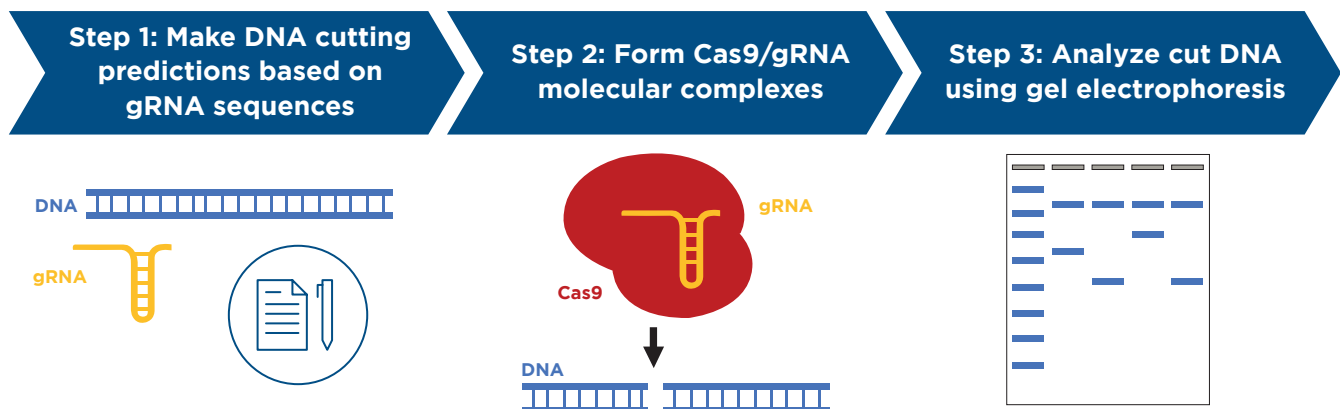 Step 1: Make DNA cutting
predictions based on
gRNA sequences
Step 2: Form Cas9/gRNA
molecular complexes
Step 3: Analyze cut DNA
using gel electrophoresis
DNA
gRNA
gRNA
Cas9
DNA